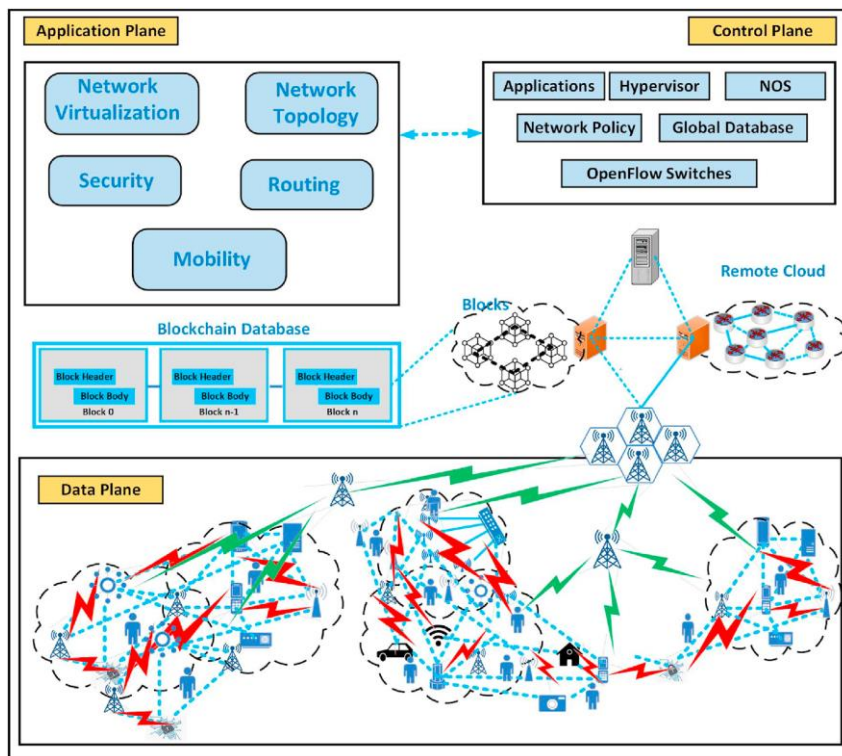 Application Plane
Control Plane
Network
Virtualization
Network
Topology
Security
Routing
Mobility
Applications
Hypervisor
NOS
Network Policy
Global Database
OpenFlow Switches
Remote Cloud
Blocks
Blockchain Database
Block Header
Block Body
Block 0
Block Header
Block Body
Block n-1
Block Header
Block Body
Block n
Data Plane